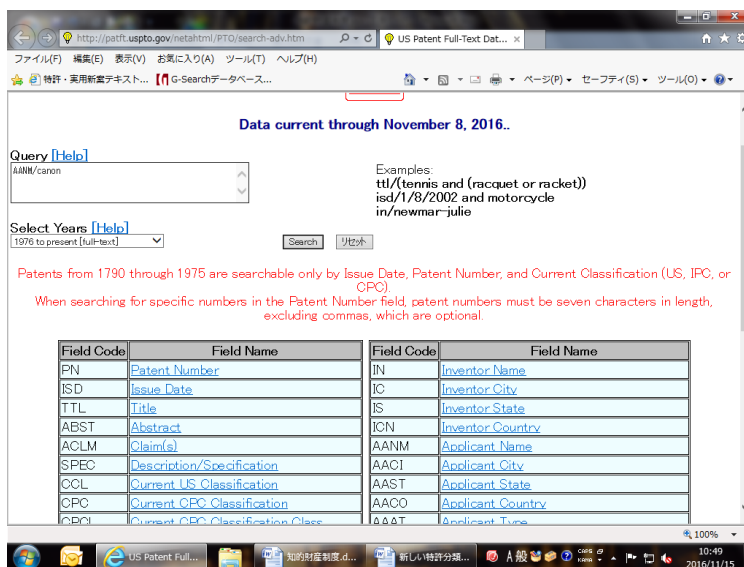 http://patft.uspto.gov/netahtml/PTO/search-adv.htm
US Patent Full-Text Dat...
ファイル(F) 編集(E) 表示(V) お気に入り(A) ツール(T) ヘルプ(H)
特許・実用新案テキスト... G-Searchデータベース... ページ(P) セーフティ(S) ツール(O)
Data current through November 8, 2016..
Query [Help]
AANM/canon
Examples:
ttl/(tennis and (racquet or racket))
isd/1/8/2002 and motorcycle
in/newmar-julie
Select Years [Help]
1976 to present [full-text] Search リセット
Patents from 1790 through 1975 are searchable only by Issue Date, Patent Number, and Current Classification (US, IPC, or
CPC).
When searching for specific numbers in the Patent Number field, patent numbers must be seven characters in length,
excluding commas, which are optional.
Field Code Field Name Field Code Field Name
PN Patent Number IN Inventor Name
ISD Issue Date IC Inventor City
TTL Title IS Inventor State
ABST Abstract ICN Inventor Country
ACLM Claim(s) AANM Applicant Name
SPEC Description/Specification AACI Applicant City
CCL Current US Classification AAST Applicant State
CPC Current CPC Classification AACO Applicant Country
CPCL Current CPC Classification Class AAAT Applicant Type
100%
US Patent Full... 知的財産制度.d... 新しい特許分類... A 般 CAPS KANA 10:49
2016/11/15